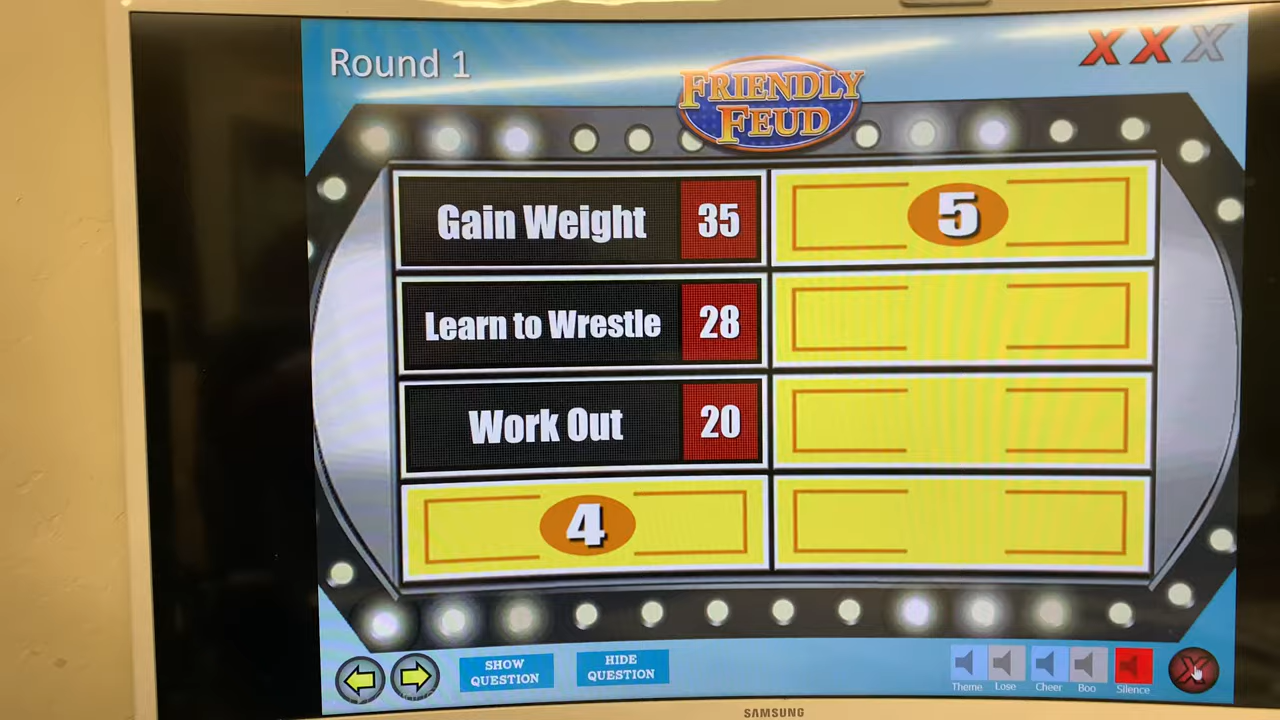 Round 1
X X X
FRIENDLY
FEUD
Gain Weight 35
5
Learn to Wrestle 28
Work Out 20
4
SHOW
QUESTION
HIDE
QUESTION
Theme Lose Cheer Boo Silence
X
SAMSUNG